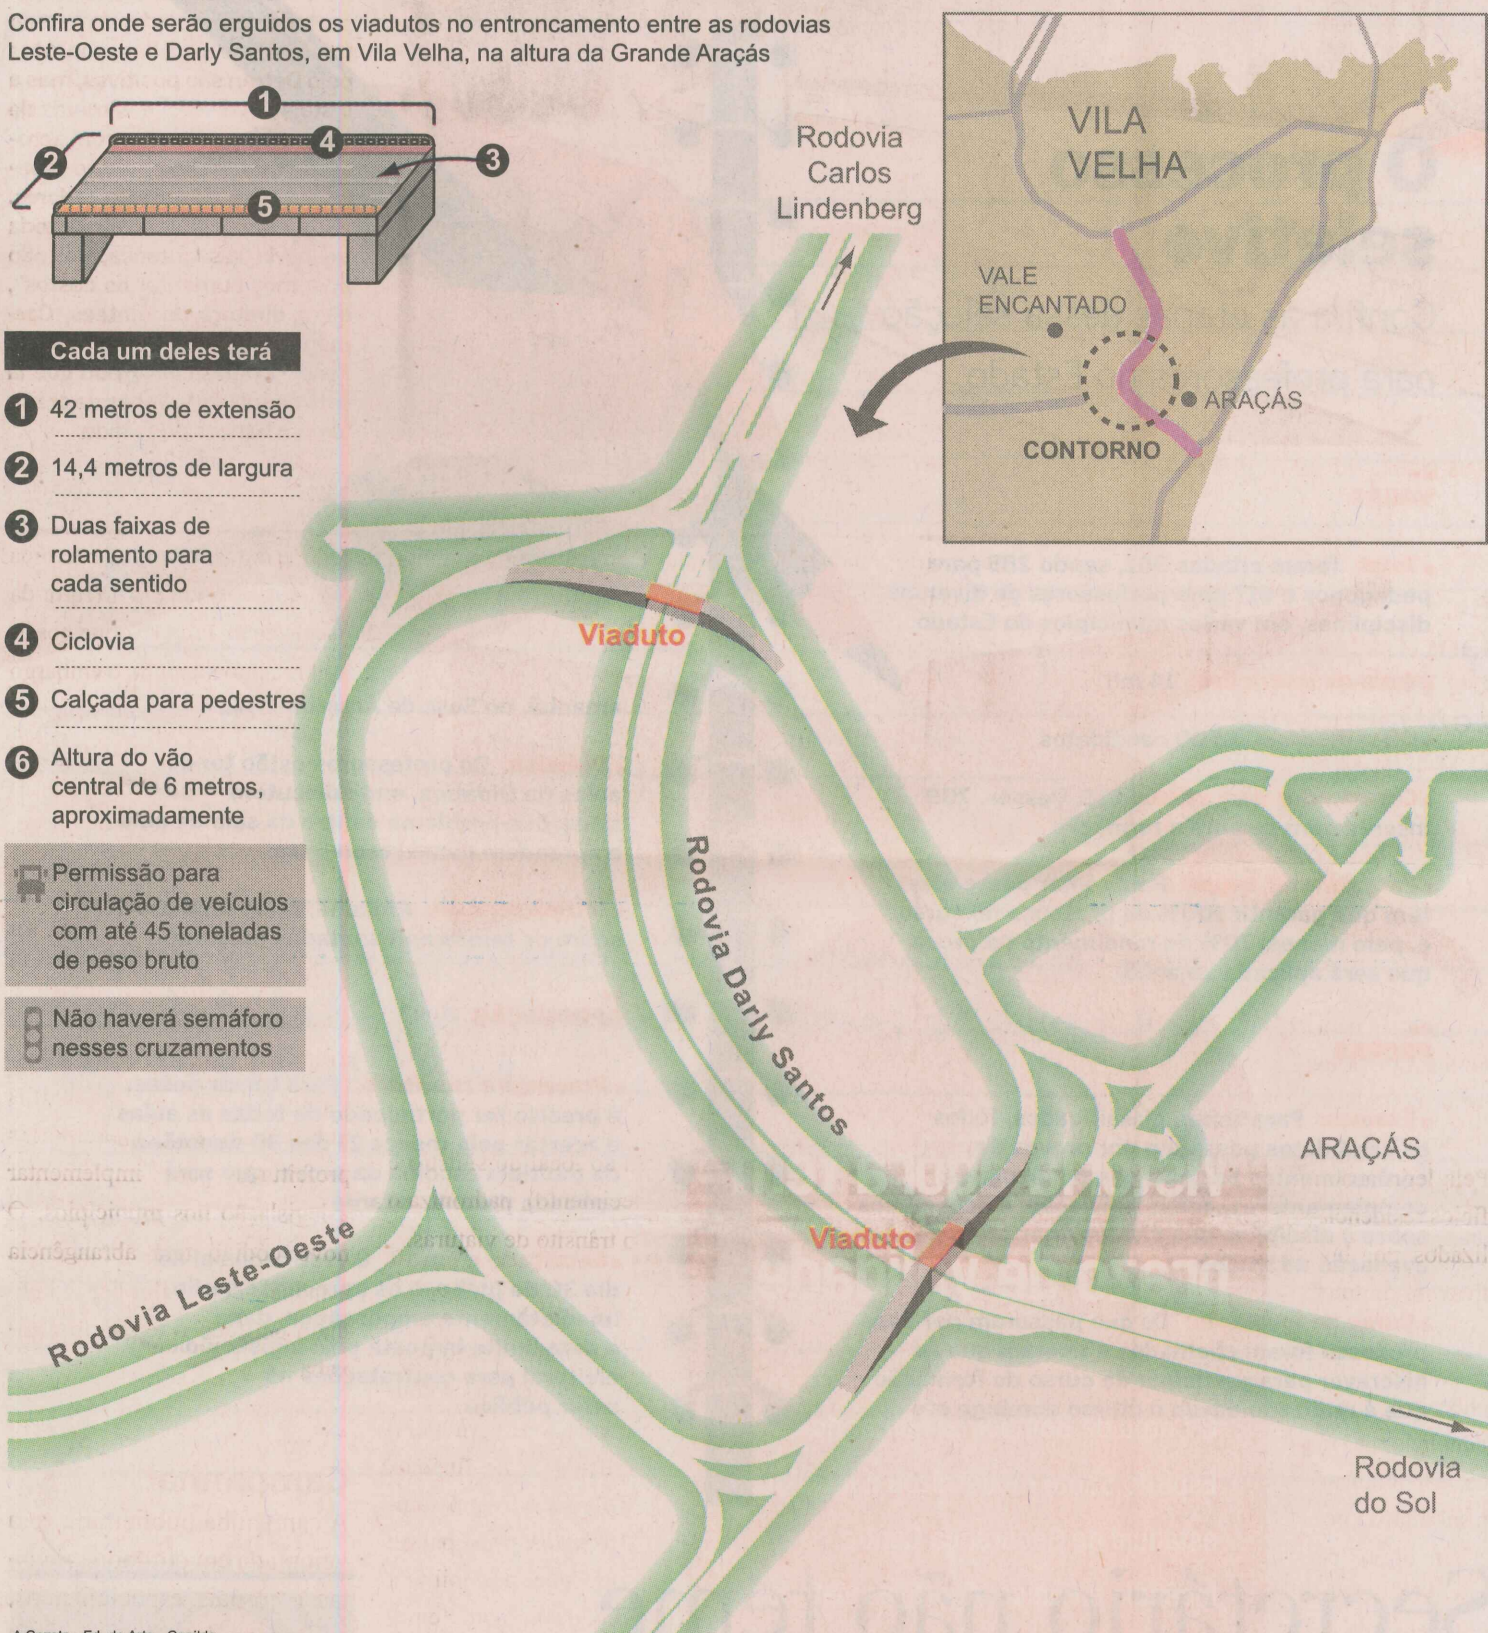 Confira onde serão erguidos os viadutos no entroncamento entre as rodovias
Leste-Oeste e Darly Santos, em Vila Velha, na altura da Grande Araçás
1
2
4
3
5
Cada um deles terá
1 42 metros de extensão
2 14,4 metros de largura
3 Duas faixas de
rolamento para
cada sentido
4 Ciclovia
5 Calçada para pedestres
6 Altura do vão
central de 6 metros,
aproximadamente
Permissão para
circulação de veículos
com até 45 toneladas
de peso bruto
Não haverá semáforo
nesses cruzamentos
Rodovia
Carlos
Lindenberg
VILA
VELHA
VALE
ENCANTADO
ARAÇÁS
CONTORNO
Viaduto
Rodovia Darly Santos
ARAÇÁS
Viaduto
Rodovia Leste-Oeste
Rodovia
do Sol